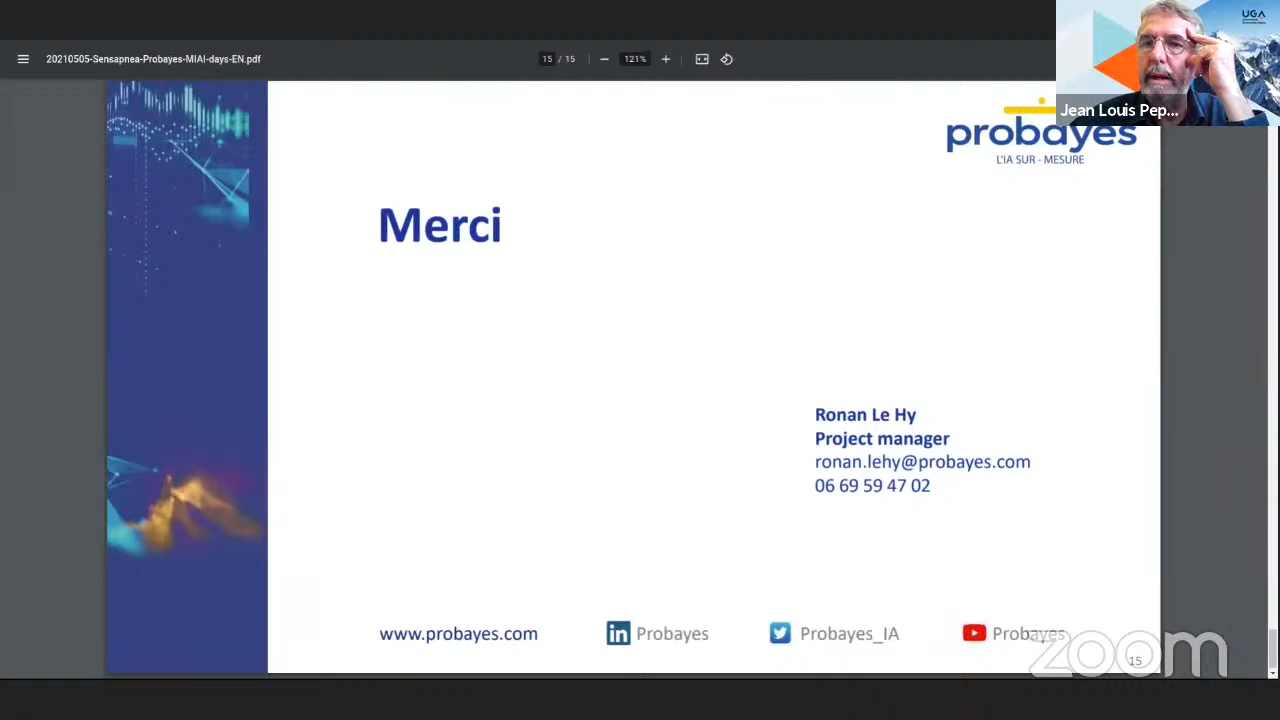 20210505-Sensapnea-Probayes-MIAI-days-EN.pdf
15 / 15
121%
UGA
Jean Louis Pep...
probayes
L'IA SUR - MESURE
Merci
Ronan Le Hy
Project manager
ronan.lehy@probayes.com
06 69 59 47 02
www.probayes.com
in Probayes
Probayes_IA
Probayes
15
zoom